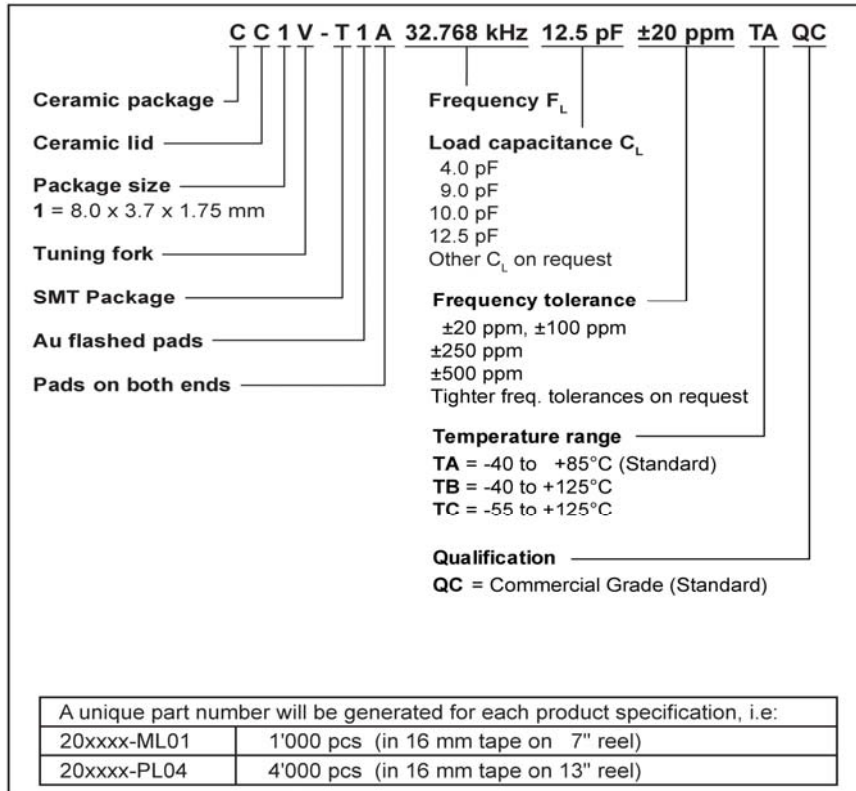 C C 1 V - T 1 A 32.768 kHz 12.5 pF ±20 ppm TA QC
Ceramic package
Ceramic lid
Package size
1 = 8.0 x 3.7 x 1.75 mm
Tuning fork
SMT Package
Au flashed pads
Pads on both ends
Frequency FL
Load capacitance CL
4.0 pF
9.0 pF
10.0 pF
12.5 pF
Other CL on request
Frequency tolerance
±20 ppm, ±100 ppm
±250 ppm
±500 ppm
Tighter freq. tolerances on request
Temperature range
TA = -40 to +85°C (Standard)
TB = -40 to +125°C
TC = -55 to +125°C
Qualification
QC = Commercial Grade (Standard)
A unique part number will be generated for each product specification, i.e:
20xxxx-ML01 1'000 pcs (in 16 mm tape on 7" reel)
20xxxx-PL04 4'000 pcs (in 16 mm tape on 13" reel)